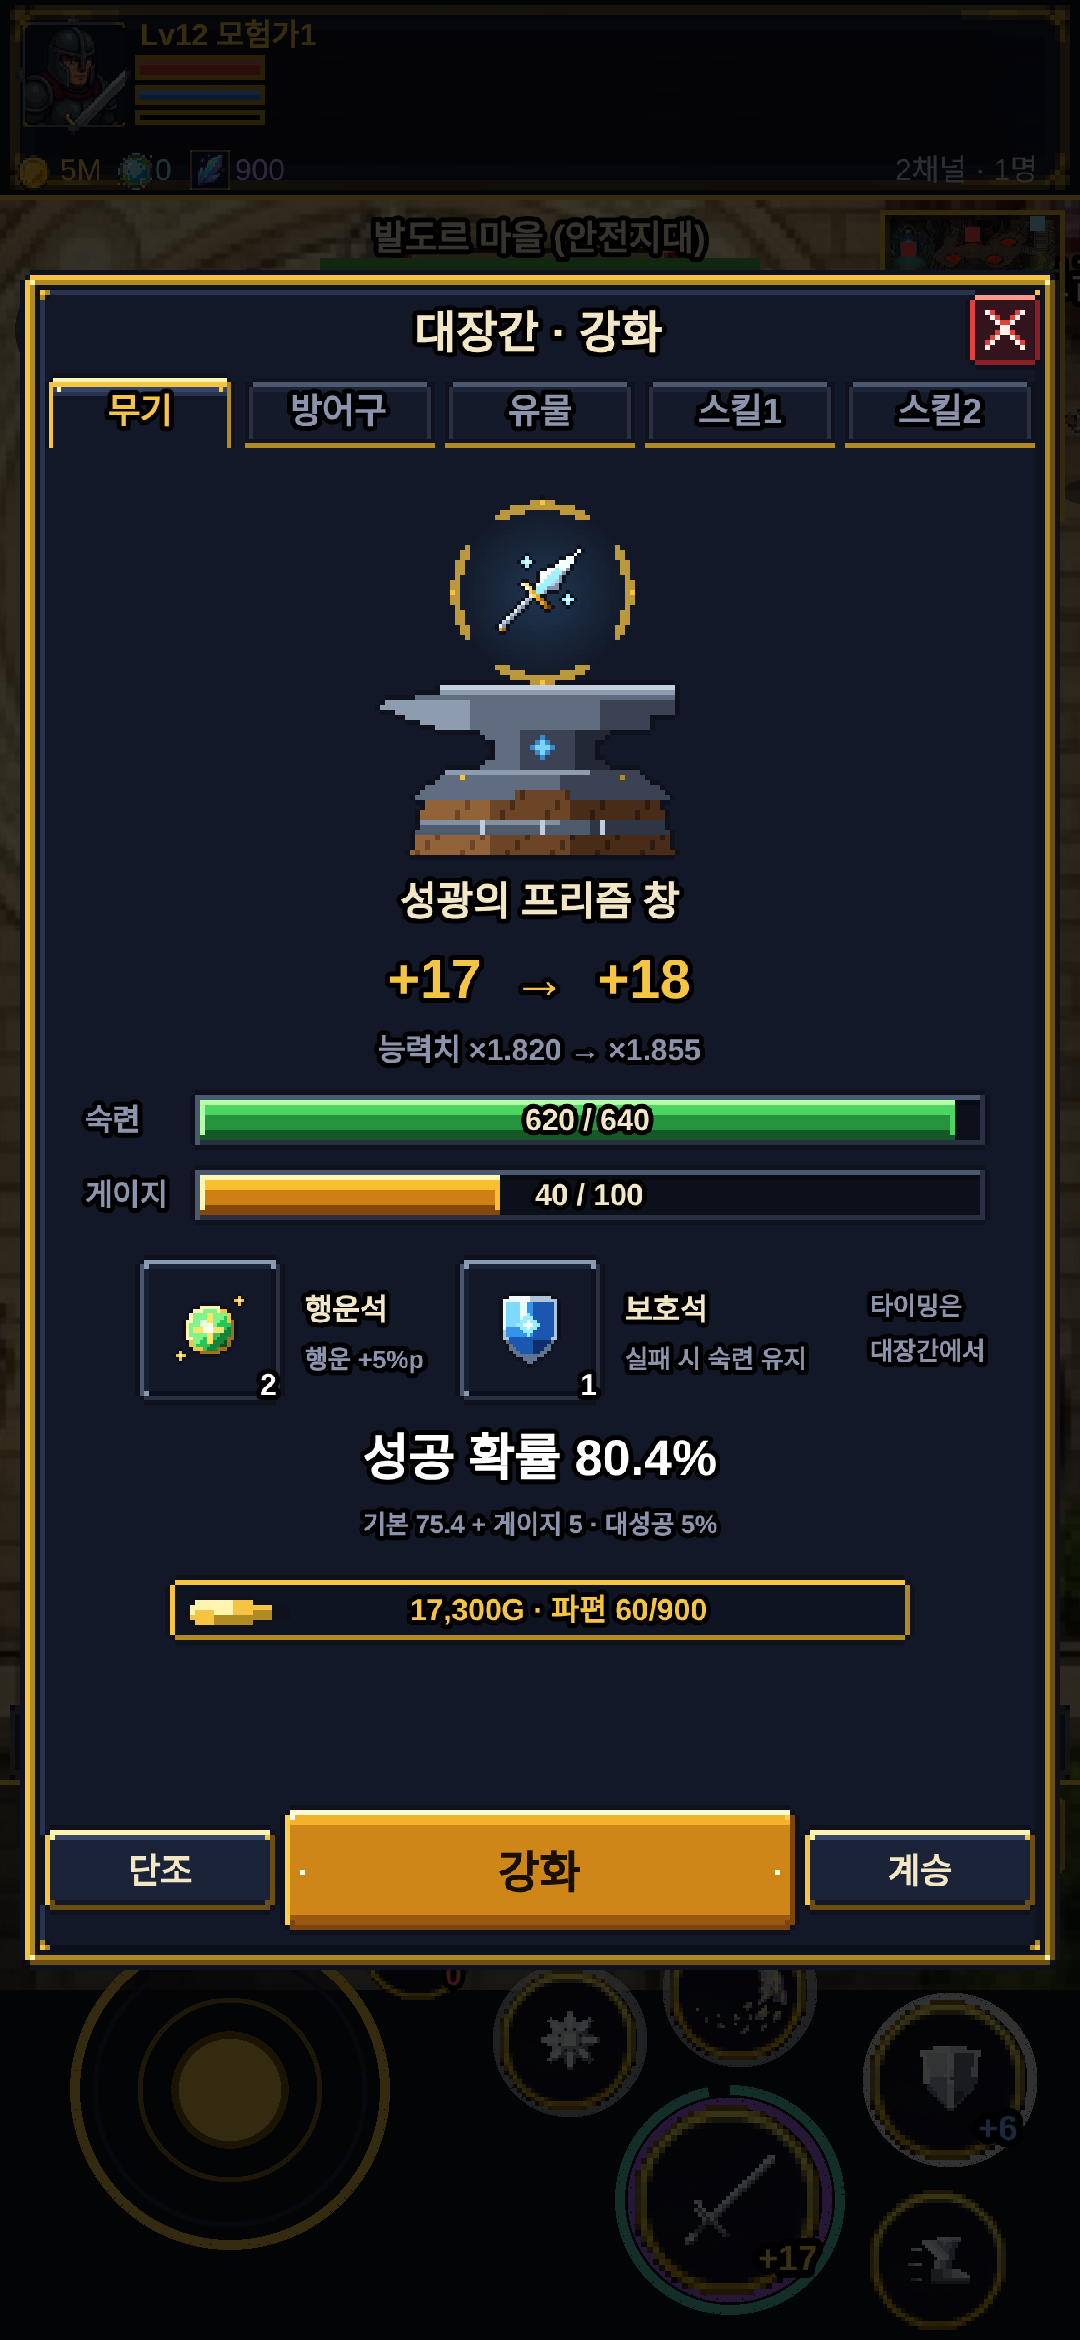 Lv12 모험가1
5M 0 900
2채널 · 1명
발도르 마을 (안전지대)
대장간 · 강화
무기 방어구 유물 스킬1 스킬2
성광의 프리즘 창
+17 → +18
능력치 ×1.820 → ×1.855
숙련 620 / 640
게이지 40 / 100
행운석
행운 +5%p
2
보호석
실패 시 숙련 유지
1
타이밍은
대장간에서
성공 확률 80.4%
기본 75.4 + 게이지 5 · 대성공 5%
17,300G · 파편 60/900
단조 강화 계승
0
+6
+17